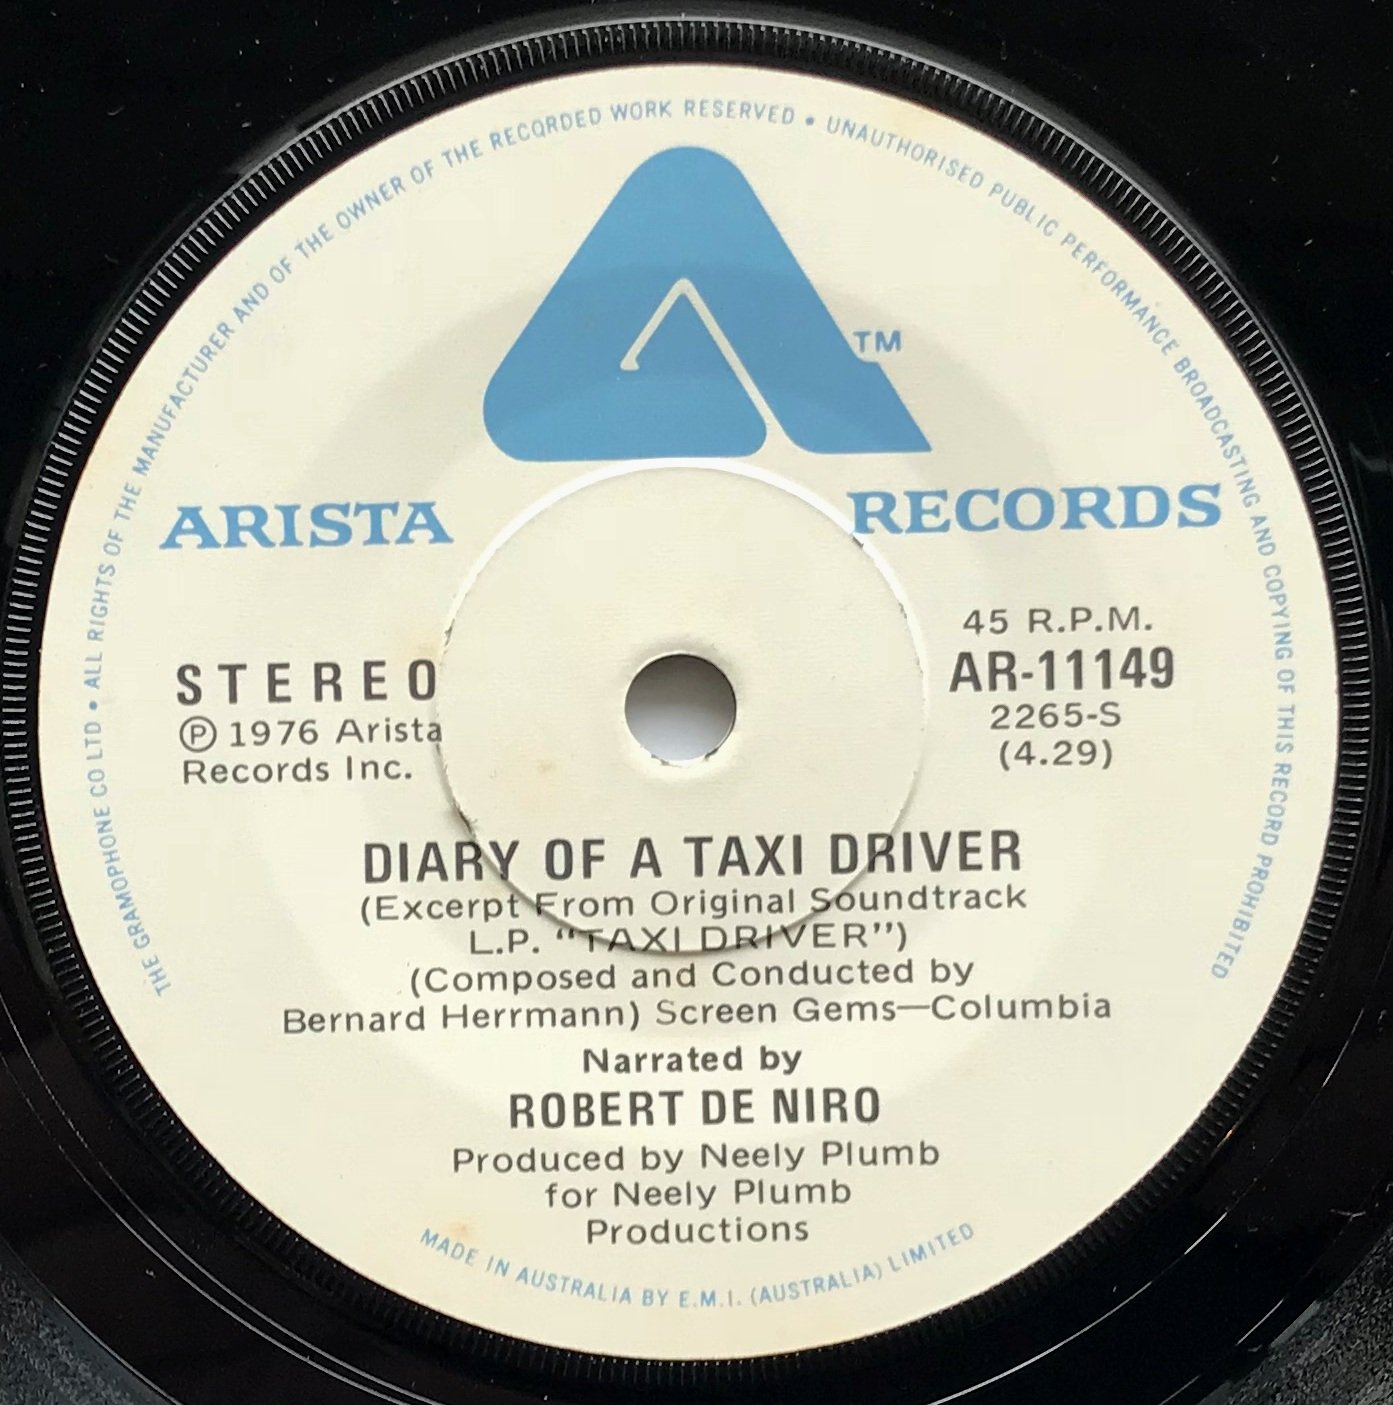 THE GRAMOPHONE CO LTD • ALL RIGHTS OF THE MANUFACTURER AND OF THE OWNER OF THE RECORDED WORK RESERVED • UNAUTHORISED PUBLIC PERFORMANCE BROADCASTING AND COPYING OF THIS RECORD PROHIBITED
TM
ARISTA RECORDS
STEREO
℗ 1976 Arista
Records Inc.
45 R.P.M.
AR-11149
2265-S
(4.29)
DIARY OF A TAXI DRIVER
(Excerpt From Original Soundtrack
L.P. “TAXI DRIVER”)
(Composed and Conducted by
Bernard Herrmann) Screen Gems—Columbia
Narrated by
ROBERT DE NIRO
Produced by Neely Plumb
for Neely Plumb
Productions
MADE IN AUSTRALIA BY E.M.I. (AUSTRALIA) LIMITED